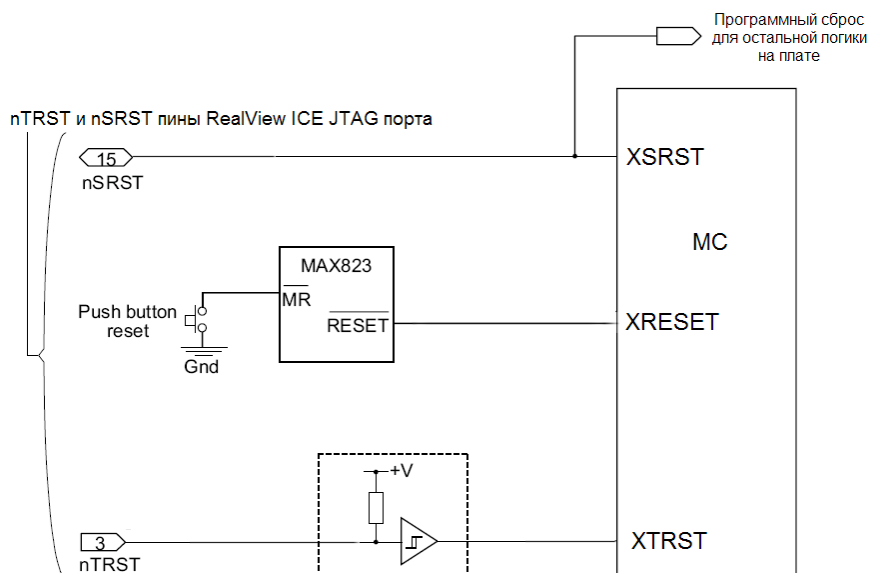 Программный сброс
для остальной логики
на плате
nTRST и nSRST пины RealView ICE JTAG порта
15
nSRST
XSRST
MC
MAX823
MR
Push button
reset
RESET
XRESET
Gnd
+V
3
nTRST
XTRST